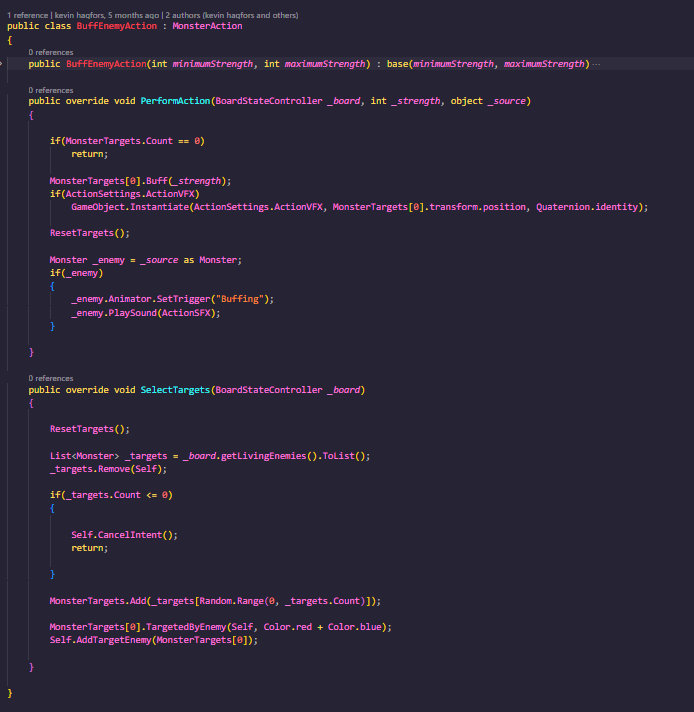 1 reference | kevin hagfors, 5 months ago | 2 authors (kevin hagfors and others)
public class BuffEnemyAction : MonsterAction
{
0 references
public BuffEnemyAction(int minimumStrength, int maximumStrength) : base(minimumStrength, maximumStrength) ...
0 references
public override void PerformAction(BoardStateController _board, int _strength, object _source)
{
if(MonsterTargets.Count == 0)
return;
MonsterTargets[0].Buff(_strength);
if(ActionSettings.ActionVFX)
GameObject.Instantiate(ActionSettings.ActionVFX, MonsterTargets[0].transform.position, Quaternion.identity);
ResetTargets();
Monster _enemy = _source as Monster;
if(_enemy)
{
_enemy.Animator.SetTrigger("Buffing");
_enemy.PlaySound(ActionSFX);
}
}
0 references
public override void SelectTargets(BoardStateController _board)
{
ResetTargets();
List<Monster> _targets = _board.getLivingEnemies().ToList();
_targets.Remove(Self);
if(_targets.Count <= 0)
{
Self.CancelIntent();
return;
}
MonsterTargets.Add(_targets[Random.Range(0, _targets.Count)]);
MonsterTargets[0].TargetedByEnemy(Self, Color.red + Color.blue);
Self.AddTargetEnemy(MonsterTargets[0]);
}
}